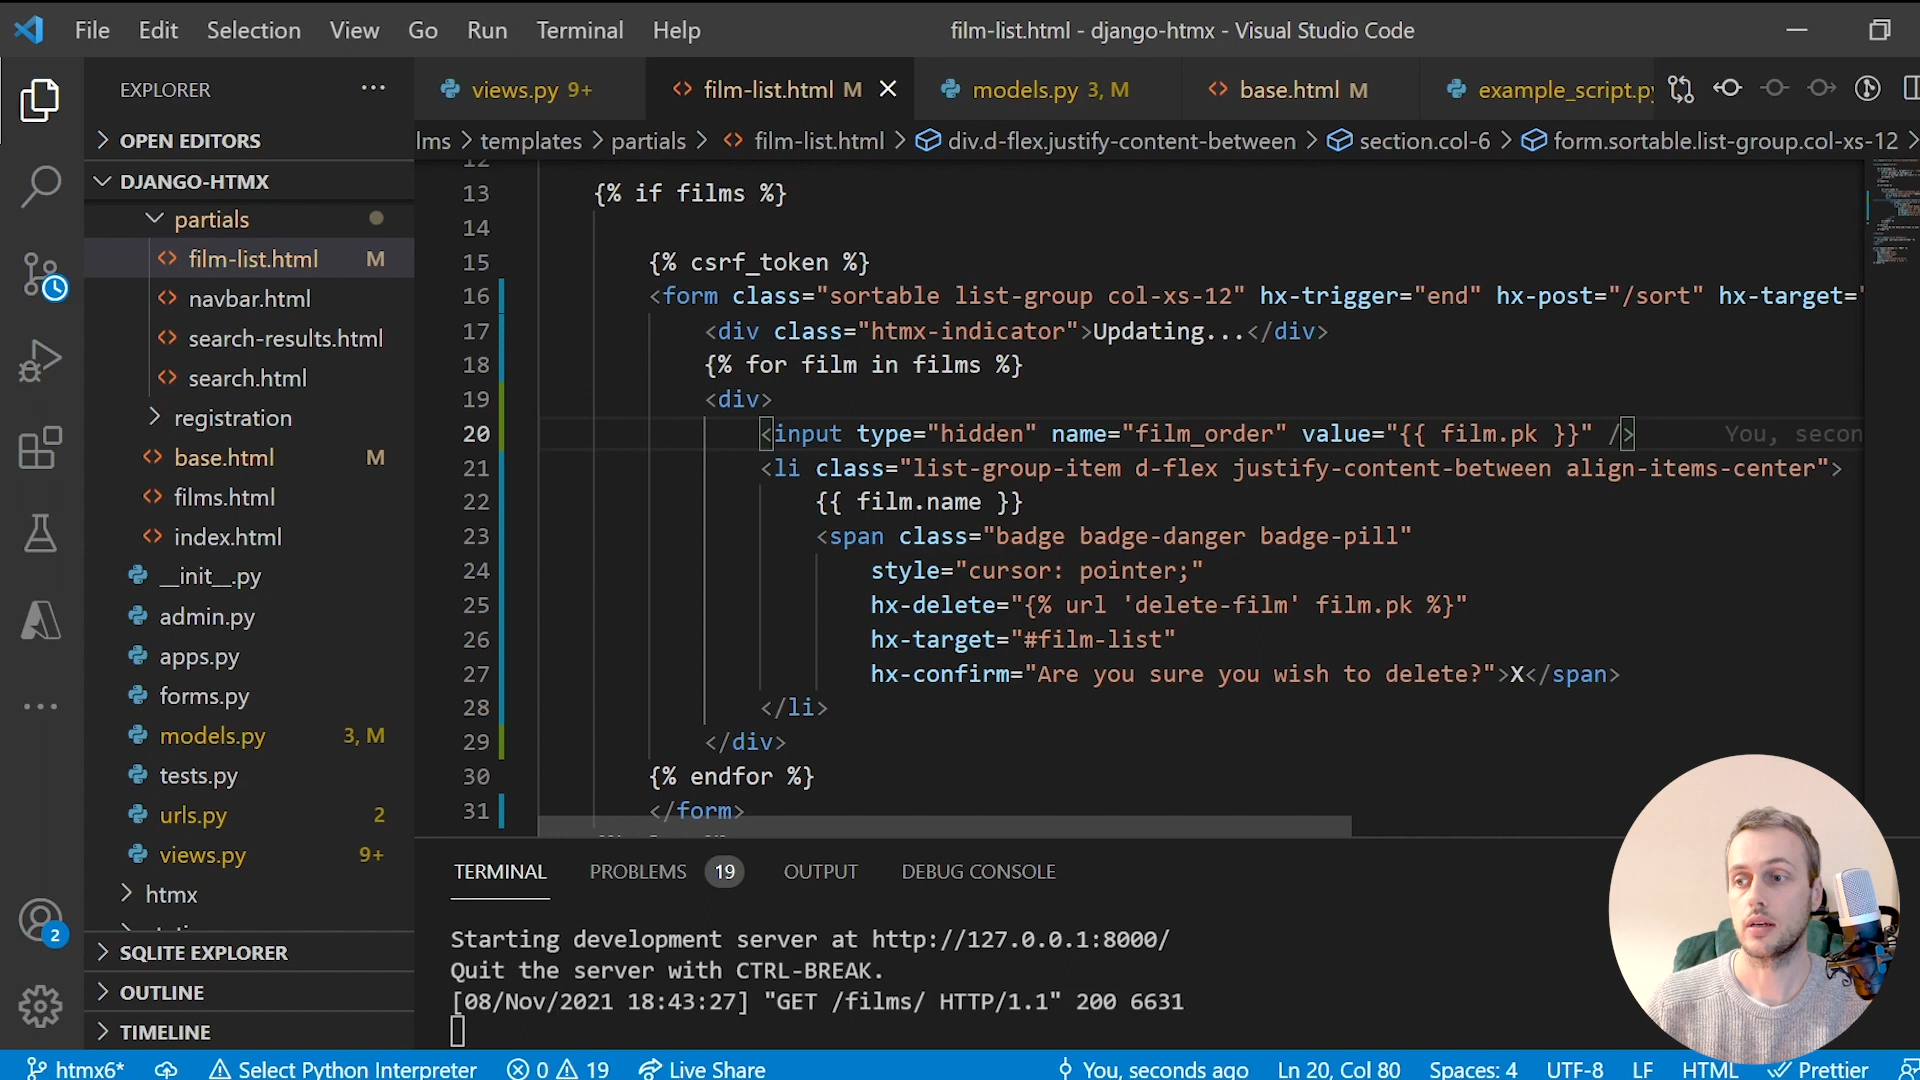 File Edit Selection View Go Run Terminal Help
film-list.html - django-htmx - Visual Studio Code
EXPLORER
views.py 9+
film-list.html M
models.py 3, M
base.html M
example_script.py
OPEN EDITORS
lms > templates > partials > film-list.html > div.d-flex.justify-content-between > section.col-6 > form.sortable.list-group.col-xs-12 >
DJANGO-HTMX
partials
film-list.html M
navbar.html
search-results.html
search.html
registration
base.html M
films.html
index.html
__init__.py
admin.py
apps.py
forms.py
models.py 3, M
tests.py
urls.py 2
views.py 9+
htmx
SQLITE EXPLORER
OUTLINE
TIMELINE
2
12
13 {% if films %}
14
15 {% csrf_token %}
16 <form class="sortable list-group col-xs-12" hx-trigger="end" hx-post="/sort" hx-target="
17 <div class="htmx-indicator">Updating...</div>
18 {% for film in films %}
19 <div>
20 <input type="hidden" name="film_order" value="{{ film.pk }}" /> You, secon
21 <li class="list-group-item d-flex justify-content-between align-items-center">
22 {{ film.name }}
23 <span class="badge badge-danger badge-pill"
24 style="cursor: pointer;"
25 hx-delete="{% url 'delete-film' film.pk %}"
26 hx-target="#film-list"
27 hx-confirm="Are you sure you wish to delete?">X</span>
28 </li>
29 </div>
30 {% endfor %}
31 </form>
TERMINAL PROBLEMS 19 OUTPUT DEBUG CONSOLE
Starting development server at http://127.0.0.1:8000/
Quit the server with CTRL-BREAK.
[08/Nov/2021 18:43:27] "GET /films/ HTTP/1.1" 200 6631
htmx6* Select Python Interpreter 0 19 Live Share You, seconds ago Ln 20, Col 80 Spaces: 4 UTF-8 LF HTML Prettier